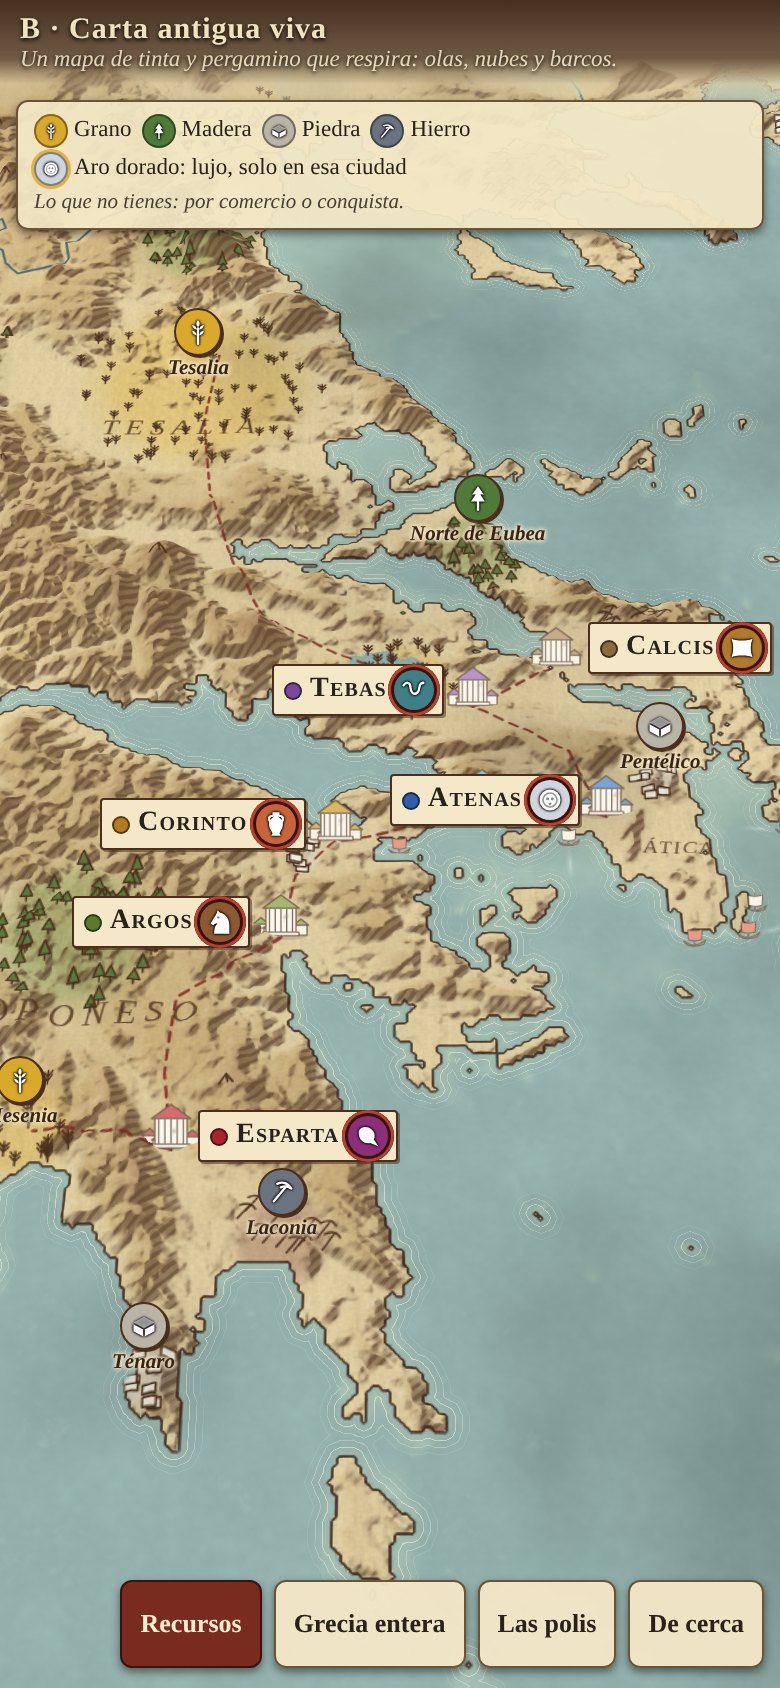 B · Carta antigua viva
Un mapa de tinta y pergamino que respira: olas, nubes y barcos.
Grano Madera Piedra Hierro
Aro dorado: lujo, solo en esa ciudad
Lo que no tienes: por comercio o conquista.
Tesalia
TESALIA
Norte de Eubea
CALCIS
TEBAS
Pentélico
ATENAS
CORINTO
ÁTICA
ARGOS
OPONESO
esenia
ESPARTA
Laconia
Ténaro
Recursos Grecia entera Las polis De cerca